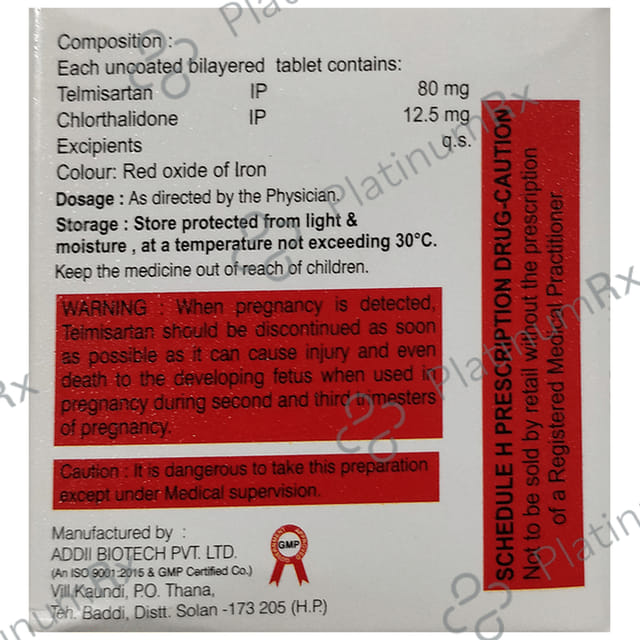 Composition :
Each uncoated bilayered tablet contains:
Telmisartan IP 80 mg
Chlorthalidone IP 12.5 mg
Excipients q.s.
Colour: Red oxide of Iron
Dosage : As directed by the Physician.
Storage : Store protected from light &
moisture , at a temperature not exceeding 30°C.
Keep the medicine out of reach of children.
WARNING : When pregnancy is detected,
Telmisartan should be discontinued as soon
as possible as it can cause injury and even
death to the developing fetus when used in
pregnancy during second and third trimesters
of pregnancy.
Caution : It is dangerous to take this preparation
except under Medical supervision.
Manufactured by :
ADDII BIOTECH PVT. LTD.
(An ISO 9001:2015 & GMP Certified Co.)
Vill.Kaundi, P.O. Thana,
Teh. Baddi, Distt. Solan -173 205 (H.P.)
GMP
SCHEDULE H PRESCRIPTION DRUG-CAUTION
Not to be sold by retail without the prescription
of a Registered Medical Practitioner
PlatinumRx
PlatinumRx
PlatinumRx
PlatinumRx